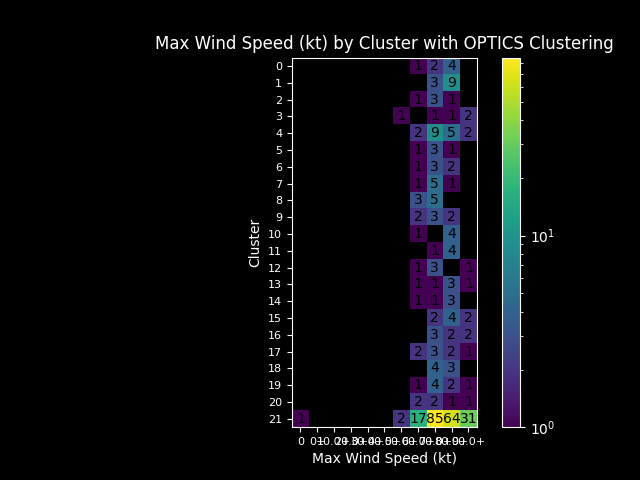 Max Wind Speed (kt) by Cluster with OPTICS Clustering
0 1 2 4
1 3 9
2 1 3 1
3 1 1 1 2
4 2 9 5 2
5 1 3 1
6 1 3 2
7 1 5 1
8 3 5
9 2 3 2
10 1 4
11 1 4
12 1 3 1
13 1 1 3 1
14 1 1 3
15 2 4 2
16 3 2 2
17 2 3 2 1
18 4 3
19 1 4 2 1
20 2 2 1 1
21 1 2 17 85 64 31
Cluster
0
Max Wind Speed (kt)
10¹
10⁰